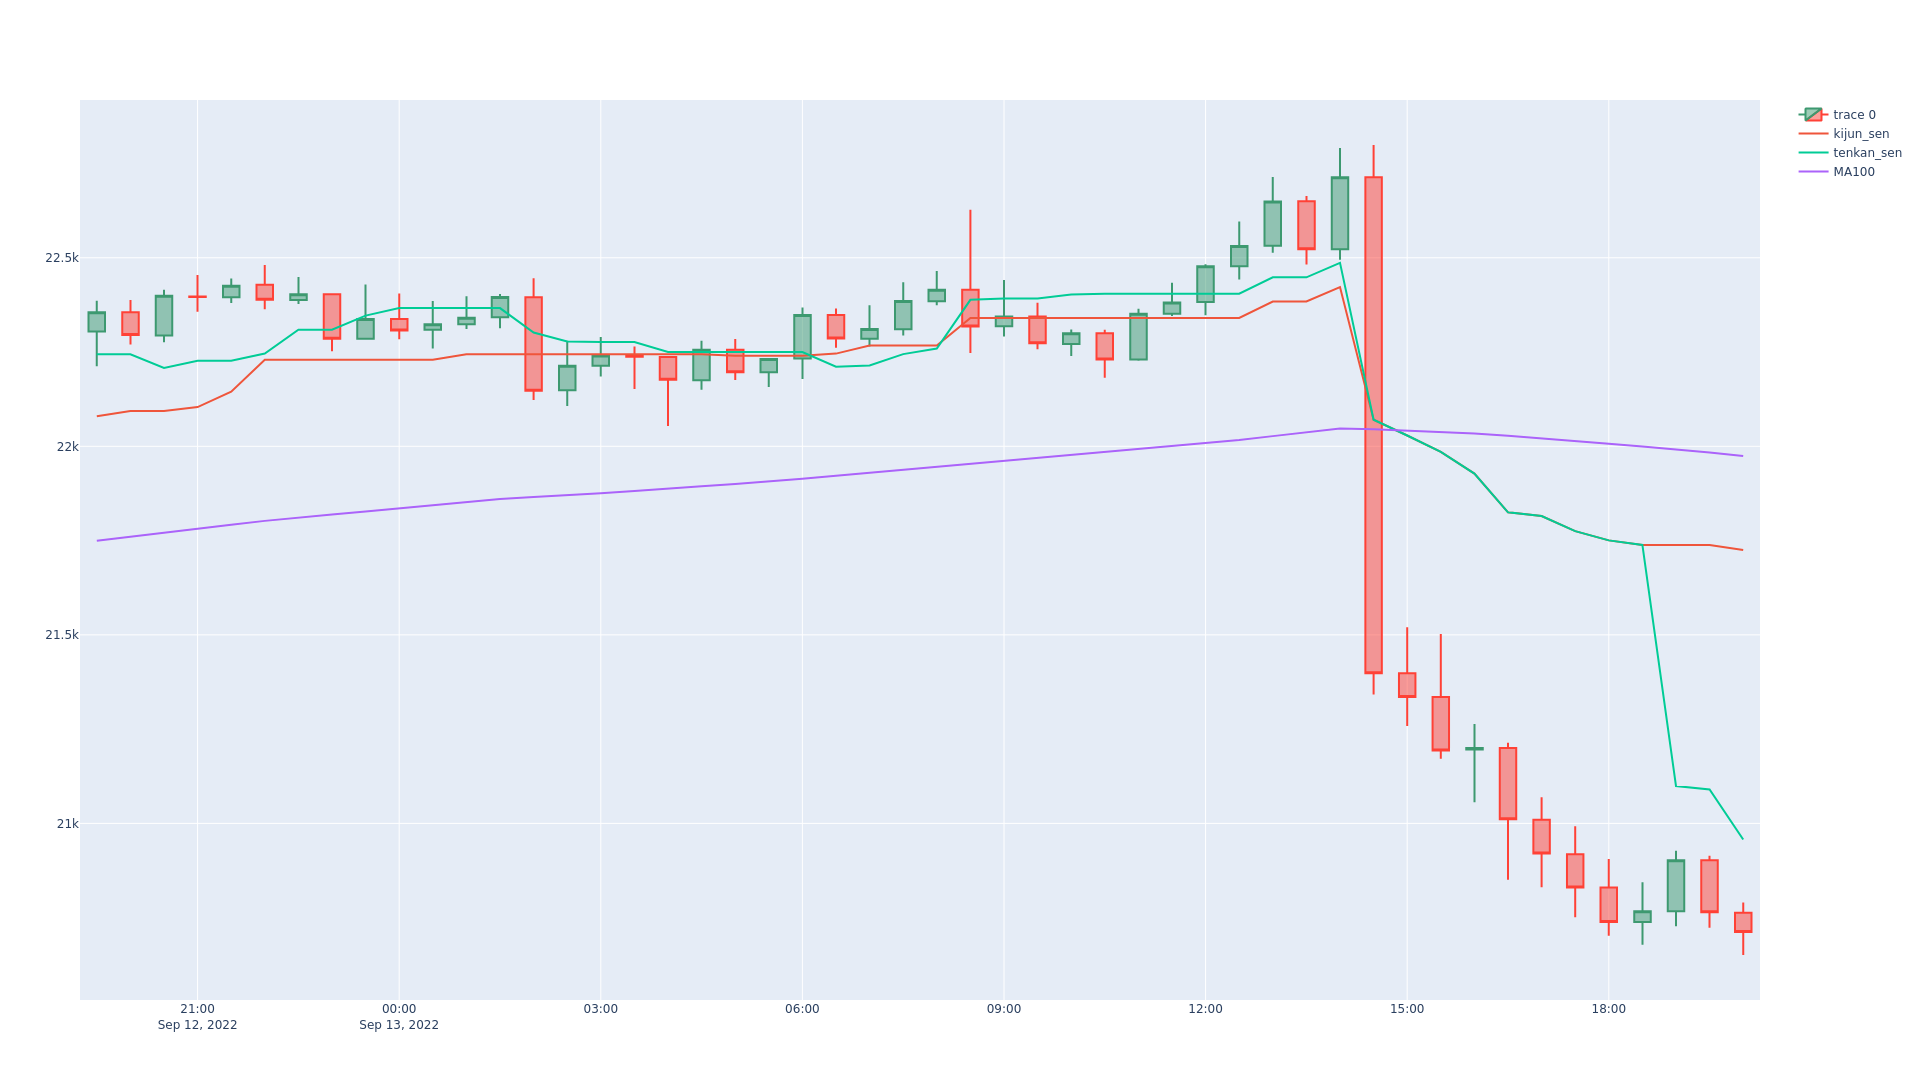 trace 0
kijun_sen
tenkan_sen
MA100
22.5k
22k
21.5k
21k
21:00 00:00 03:00 06:00 09:00 12:00 15:00 18:00
Sep 12, 2022 Sep 13, 2022